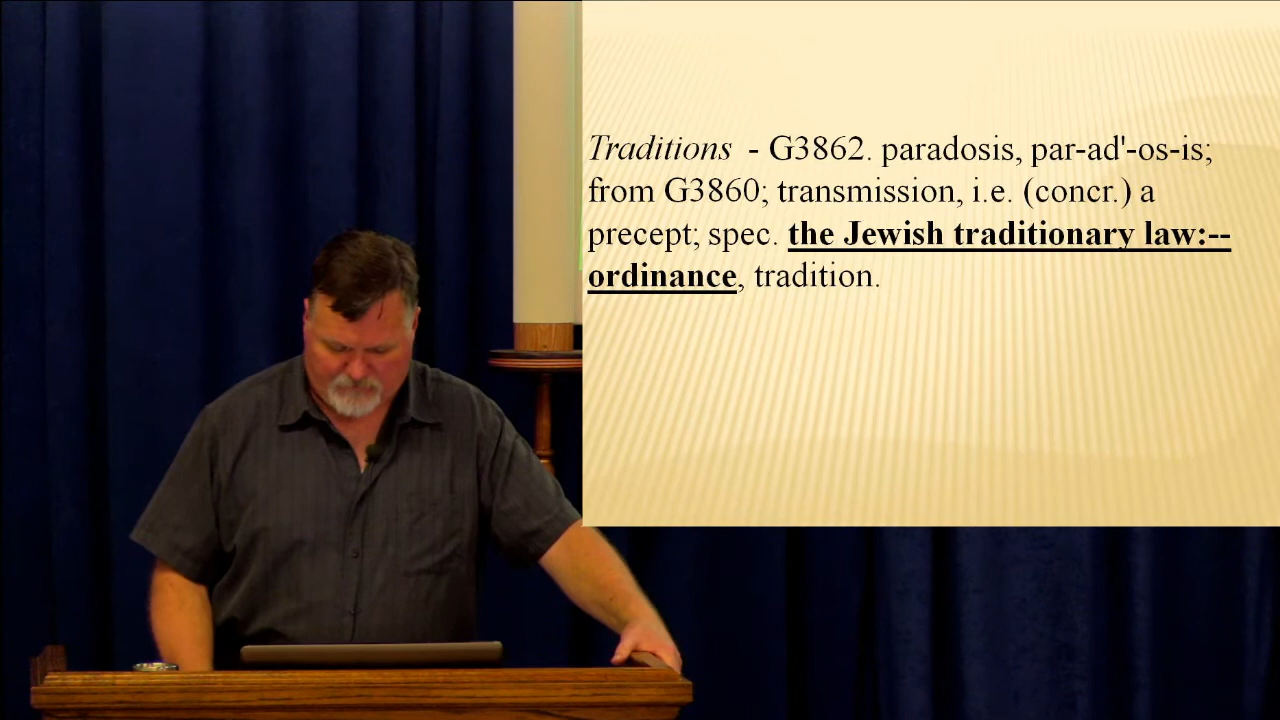 Traditions - G3862. paradosis, par-ad'-os-is;
from G3860; transmission, i.e. (concr.) a
precept; spec. the Jewish traditionary law:--
ordinance, tradition.